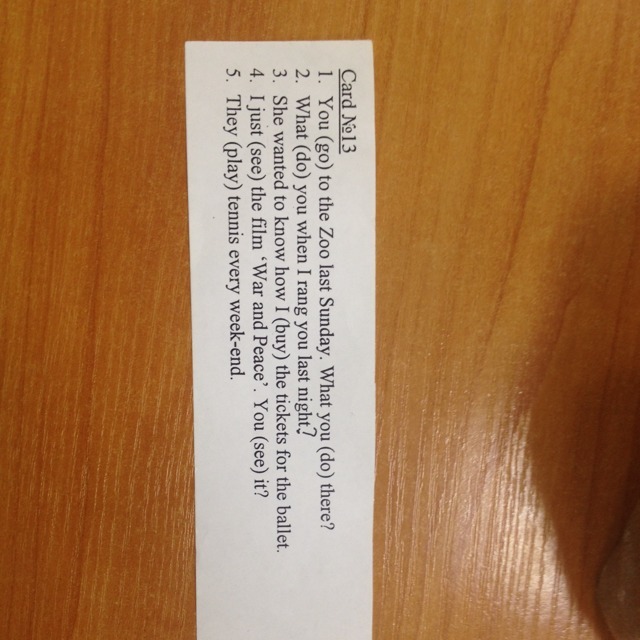 Card №13
1. You (go) to the Zoo last Sunday. What you (do) there?
2. What (do) you when I rang you last night?
3. She wanted to know how I (buy) the tickets for the ballet.
4. I just (see) the film ‘War and Peace’. You (see) it?
5. They (play) tennis every week-end.